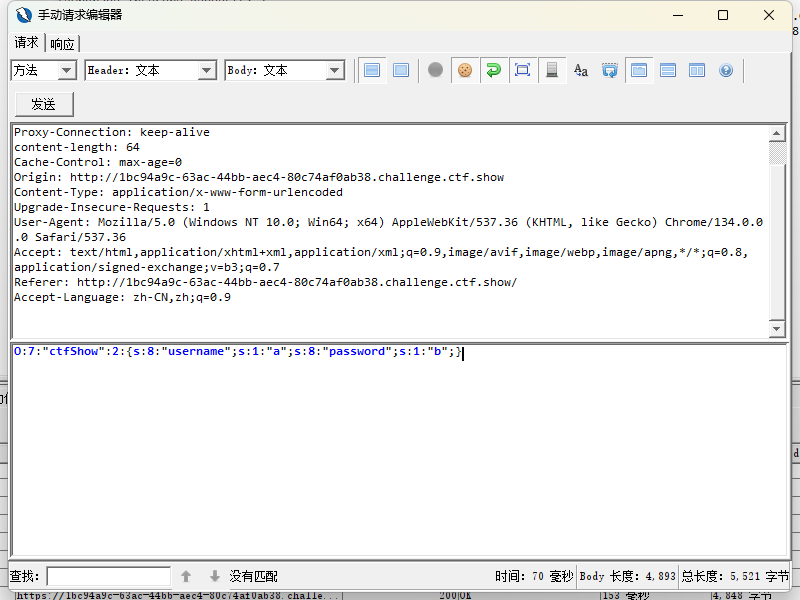 手动请求编辑器
请求 响应
方法 Header: 文本 Body: 文本
发送
Proxy-Connection: keep-alive
content-length: 64
Cache-Control: max-age=0
Origin: http://1bc94a9c-63ac-44bb-aec4-80c74af0ab38.challenge.ctf.show
Content-Type: application/x-www-form-urlencoded
Upgrade-Insecure-Requests: 1
User-Agent: Mozilla/5.0 (Windows NT 10.0; Win64; x64) AppleWebKit/537.36 (KHTML, like Gecko) Chrome/134.0.0
.0 Safari/537.36
Accept: text/html,application/xhtml+xml,application/xml;q=0.9,image/avif,image/webp,image/apng,*/*;q=0.8,
application/signed-exchange;v=b3;q=0.7
Referer: http://1bc94a9c-63ac-44bb-aec4-80c74af0ab38.challenge.ctf.show/
Accept-Language: zh-CN,zh;q=0.9
O:7:"ctfShow":2:{s:8:"username";s:1:"a";s:8:"password";s:1:"b";}
查找: 没有匹配 时间: 70 毫秒 Body 长度: 4,893 总长度: 5,521 字节
https://1bc94a9c-63ac-44bb-aec4-80c74af0ab38.challe... 200 OK 153 毫秒 4,848 字节